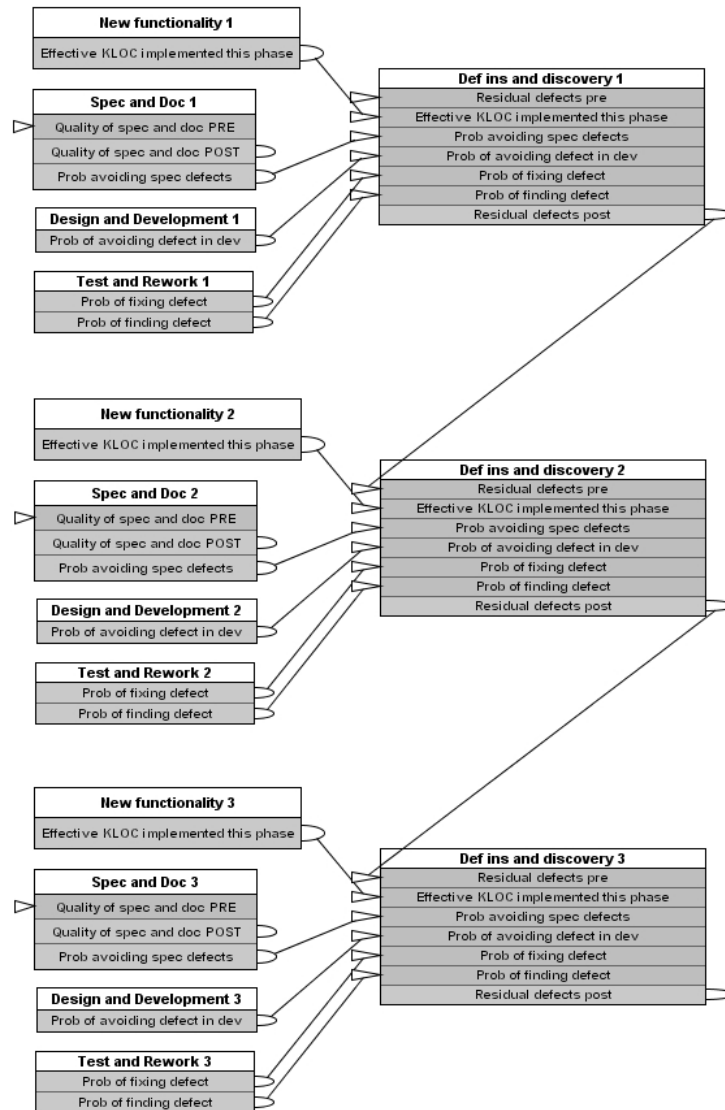 New functionality 1
Effective KLOC implemented this phase
Spec and Doc 1
Quality of spec and doc PRE
Quality of spec and doc POST
Prob avoiding spec defects
Design and Development 1
Prob of avoiding defect in dev
Test and Rework 1
Prob of fixing defect
Prob of finding defect
Def ins and discovery 1
Residual defects pre
Effective KLOC implemented this phase
Prob avoiding spec defects
Prob of avoiding defect in dev
Prob of fixing defect
Prob of finding defect
Residual defects post
New functionality 2
Effective KLOC implemented this phase
Spec and Doc 2
Quality of spec and doc PRE
Quality of spec and doc POST
Prob avoiding spec defects
Design and Development 2
Prob of avoiding defect in dev
Test and Rework 2
Prob of fixing defect
Prob of finding defect
Def ins and discovery 2
Residual defects pre
Effective KLOC implemented this phase
Prob avoiding spec defects
Prob of avoiding defect in dev
Prob of fixing defect
Prob of finding defect
Residual defects post
New functionality 3
Effective KLOC implemented this phase
Spec and Doc 3
Quality of spec and doc PRE
Quality of spec and doc POST
Prob avoiding spec defects
Design and Development 3
Prob of avoiding defect in dev
Test and Rework 3
Prob of fixing defect
Prob of finding defect
Def ins and discovery 3
Residual defects pre
Effective KLOC implemented this phase
Prob avoiding spec defects
Prob of avoiding defect in dev
Prob of fixing defect
Prob of finding defect
Residual defects post